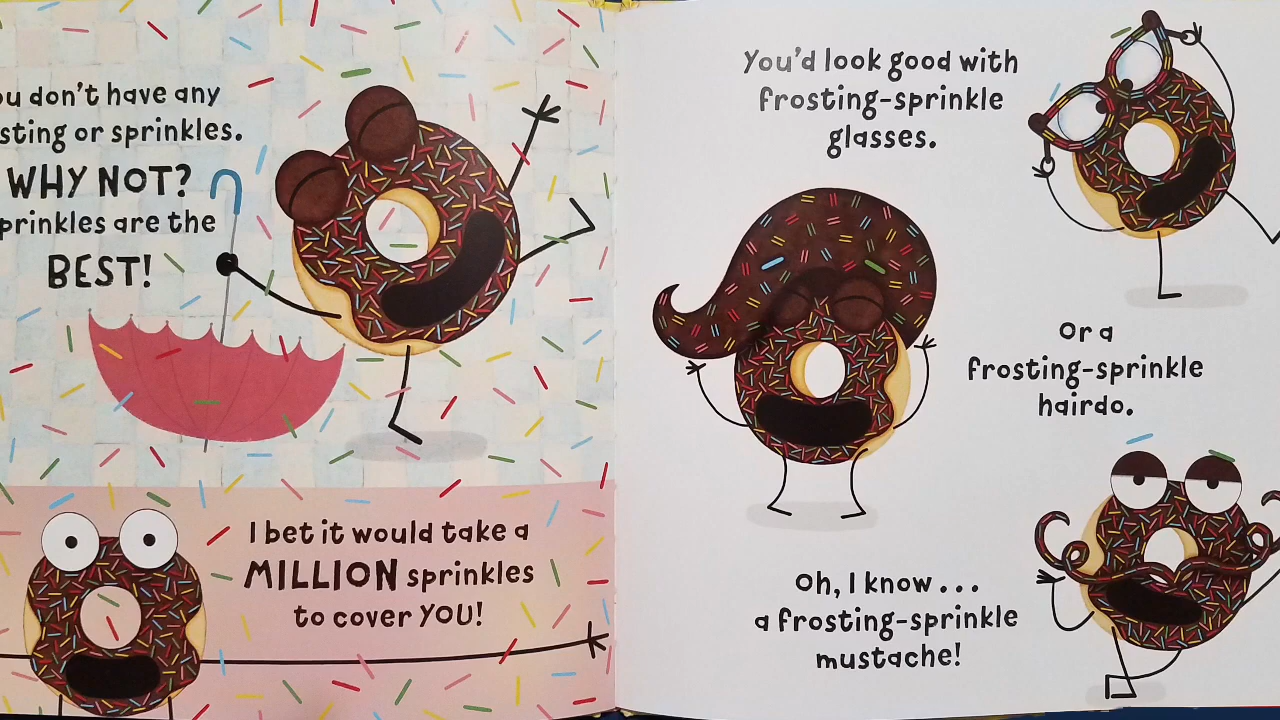 ou don't have any
sting or sprinkles.
WHY NOT?
prinkles are the
BEST!
I bet it would take a
MILLION sprinkles
to cover YOU!
You'd look good with
frosting-sprinkle
glasses.
Or a
frosting-sprinkle
hairdo.
Oh, I know...
a frosting-sprinkle
mustache!